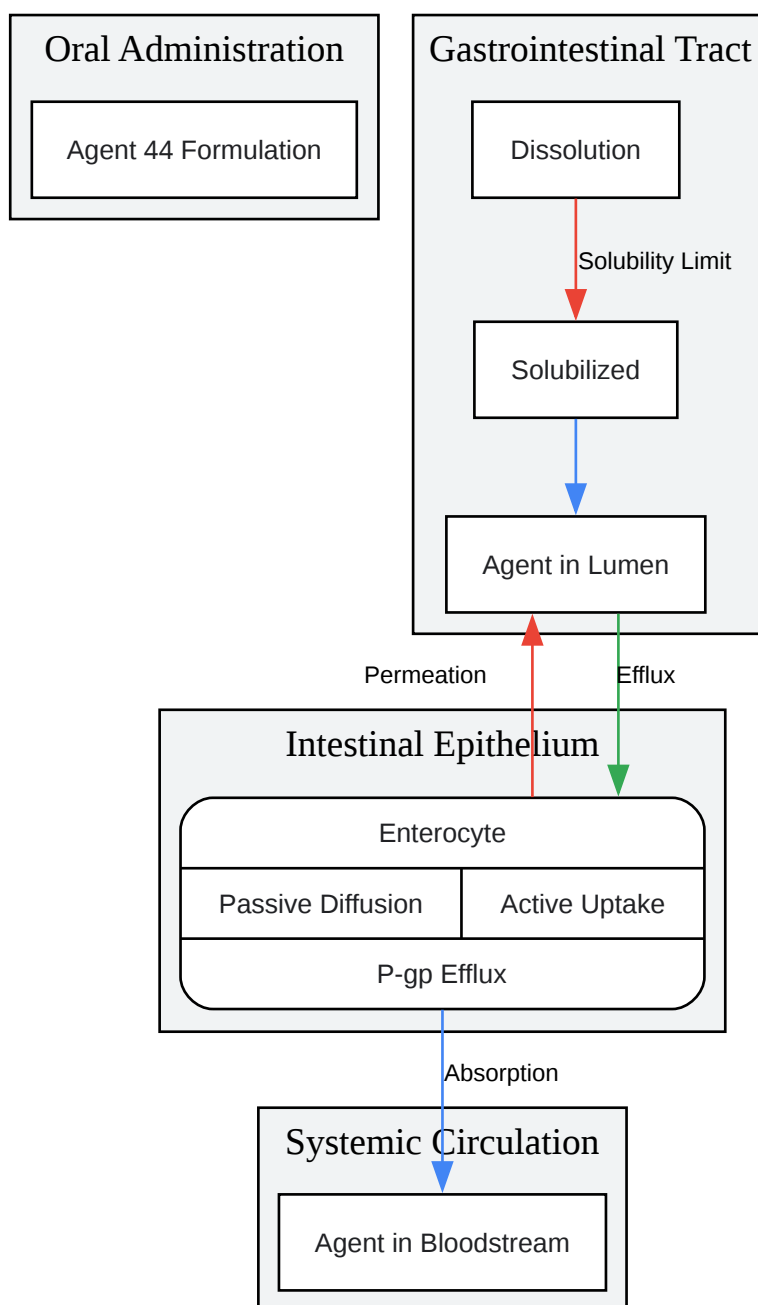 Oral Administration
Agent 44 Formulation
Gastrointestinal Tract
Dissolution
Solubility Limit
Solubilized
Agent in Lumen
Permeation
Efflux
Intestinal Epithelium
Enterocyte
Passive Diffusion
Active Uptake
P-gp Efflux
Absorption
Systemic Circulation
Agent in Bloodstream